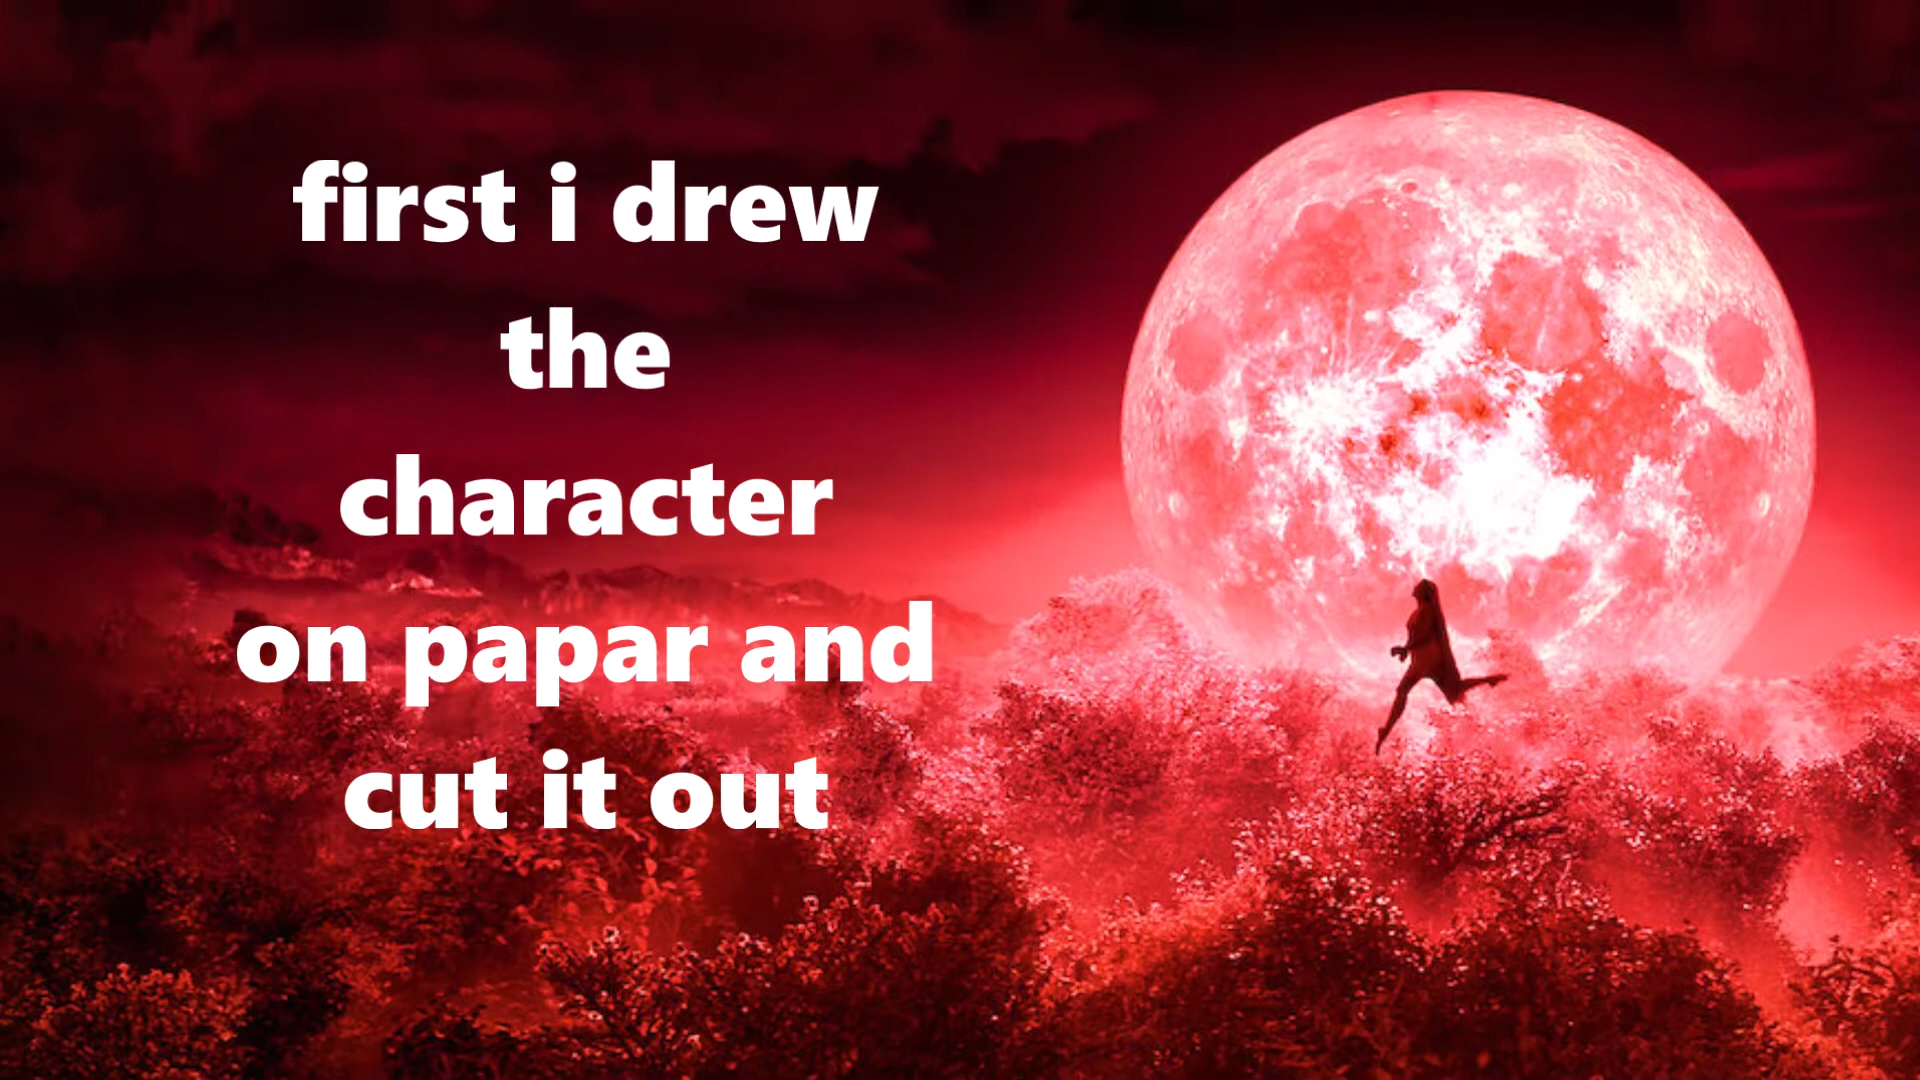 first i drew
the
character
on papar and
cut it out